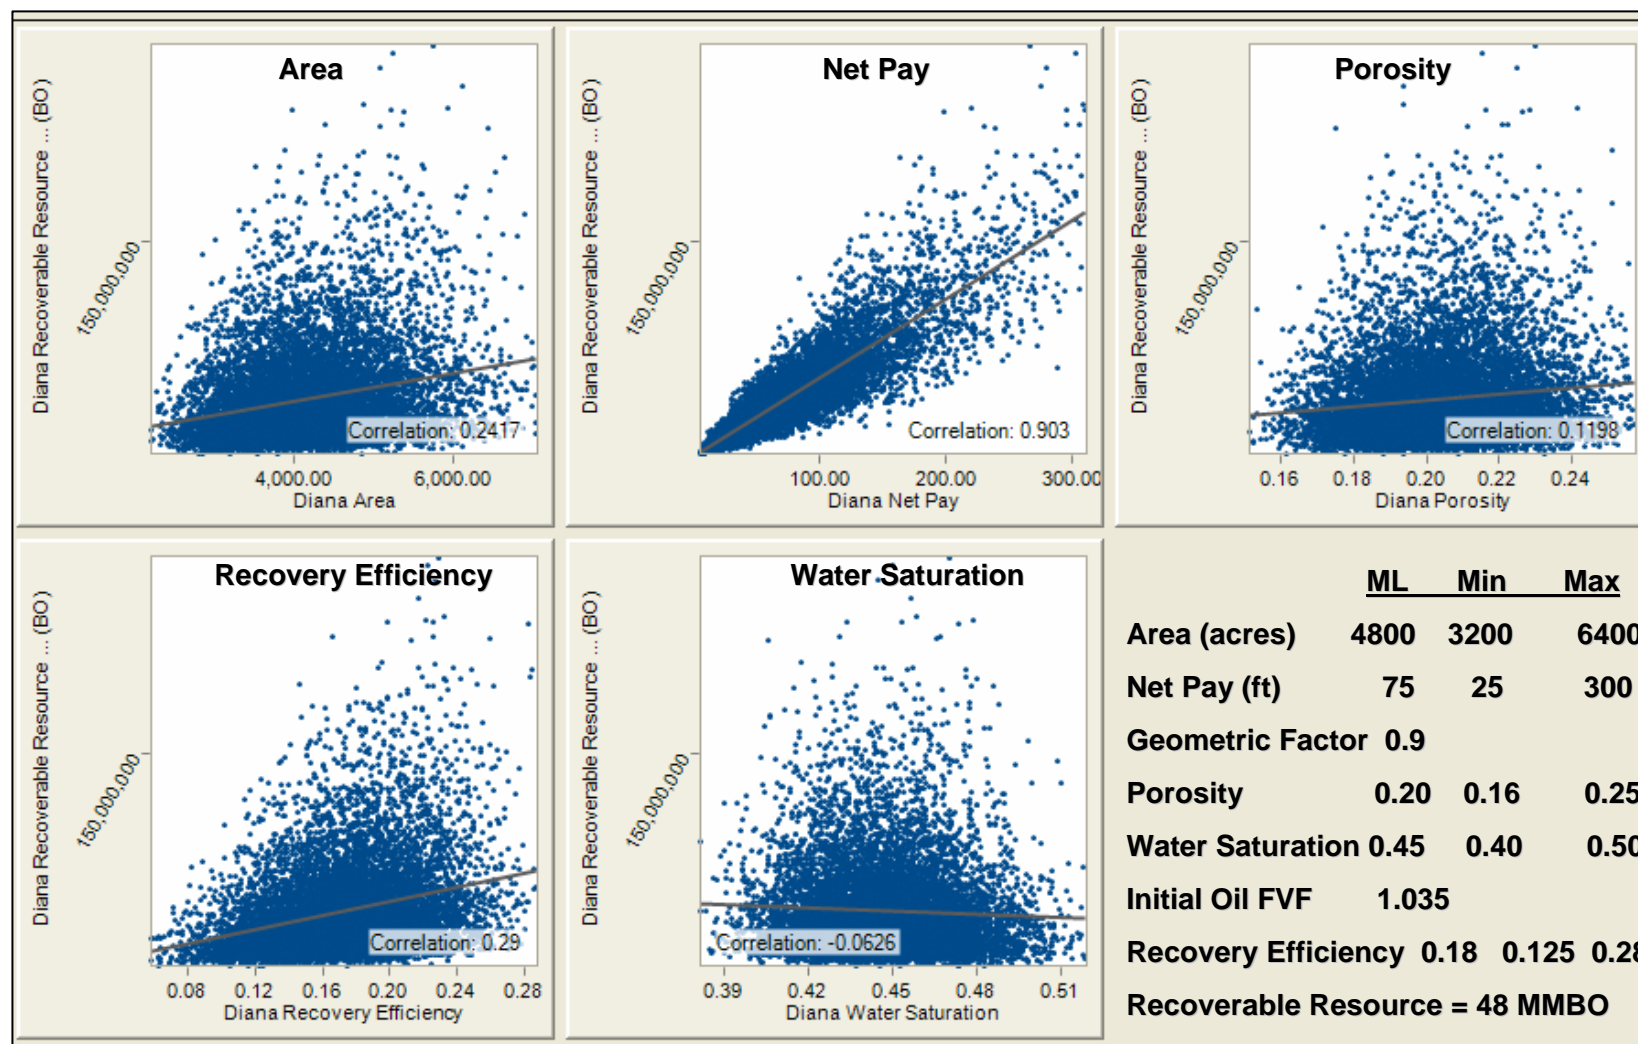 Area
Diana Recoverable Resource ... (BO)
150,000,000
Correlation: 0.2417
4,000.00 6,000.00
Diana Area
Net Pay
Diana Recoverable Resource ... (BO)
150,000,000
Correlation: 0.903
100.00 200.00 300.00
Diana Net Pay
Porosity
Diana Recoverable Resource ... (BO)
150,000,000
Correlation: 0.1198
0.16 0.18 0.20 0.22 0.24
Diana Porosity
Recovery Efficiency
Diana Recoverable Resource ... (BO)
150,000,000
Correlation: 0.29
0.08 0.12 0.16 0.20 0.24 0.28
Diana Recovery Efficiency
Water Saturation
Diana Recoverable Resource ... (BO)
150,000,000
Correlation: -0.0626
0.39 0.42 0.45 0.48 0.51
Diana Water Saturation
ML Min Max
Area (acres) 4800 3200 6400
Net Pay (ft) 75 25 300
Geometric Factor 0.9
Porosity 0.20 0.16 0.25
Water Saturation 0.45 0.40 0.50
Initial Oil FVF 1.035
Recovery Efficiency 0.18 0.125 0.28
Recoverable Resource = 48 MMBO